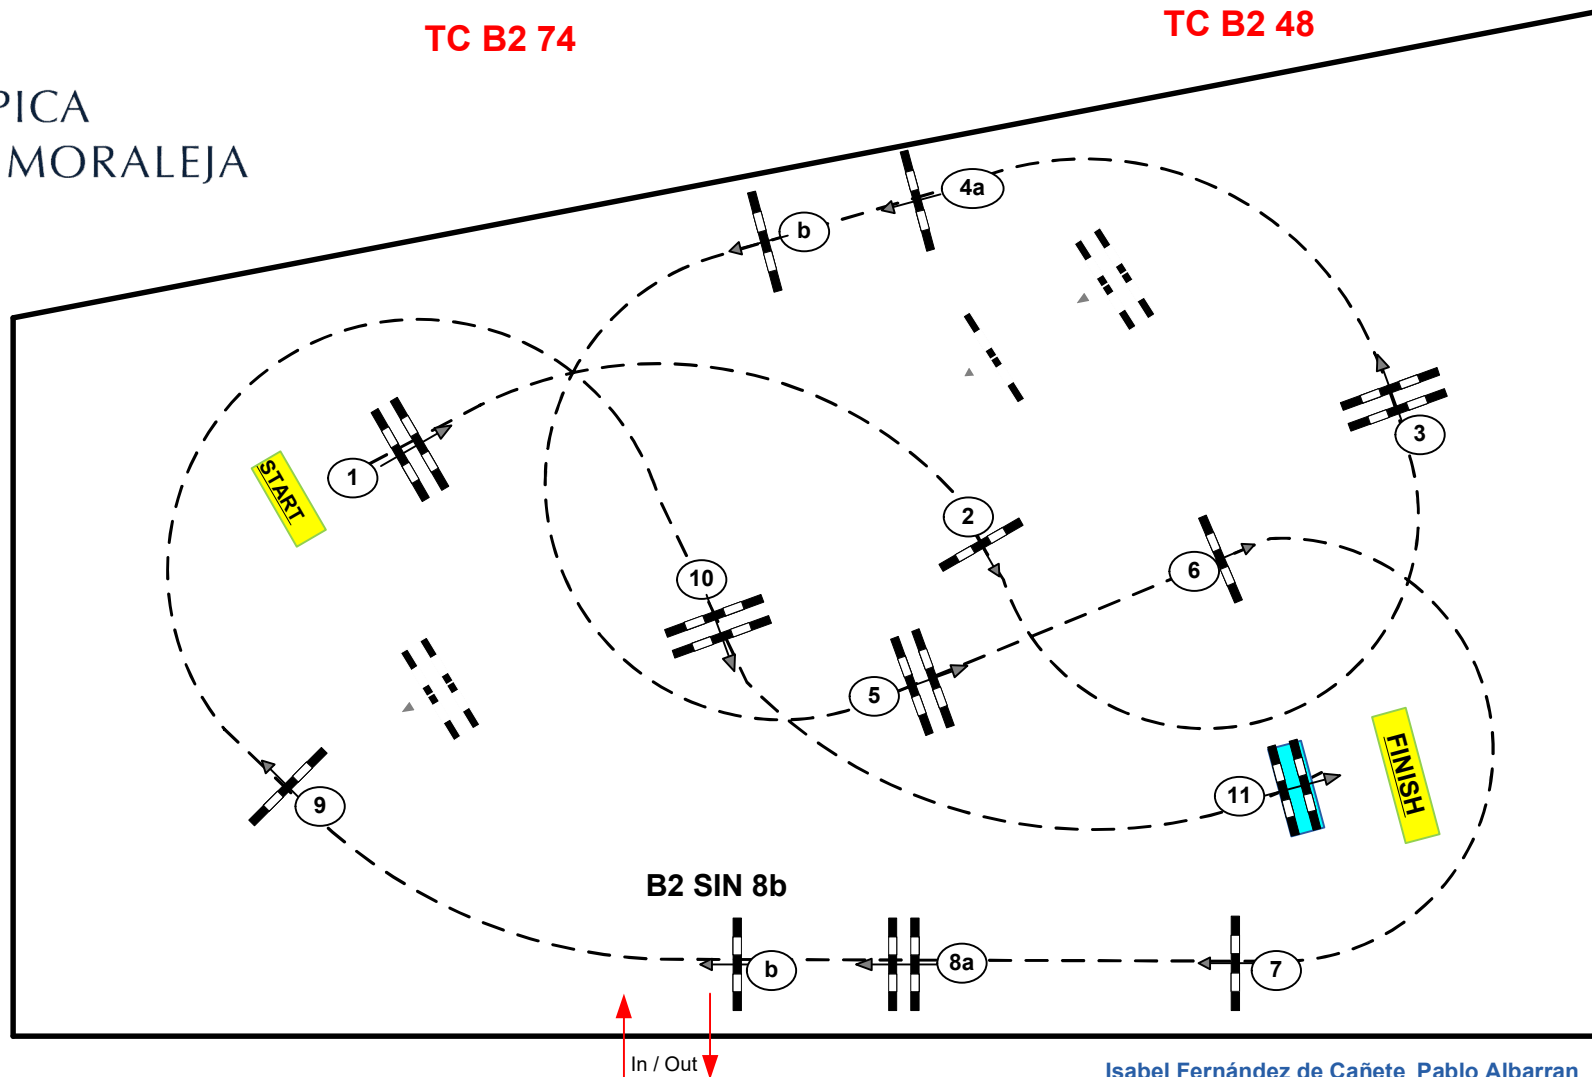 TC B2 74
TC B2 48
PICA
MORALEJA
4a
b
3
1
START
2
10
6
5
FINISH
11
9
B2 SIN 8b
b
8a
7
In / Out
Isabel Fernández de Cañete Pablo Albarran